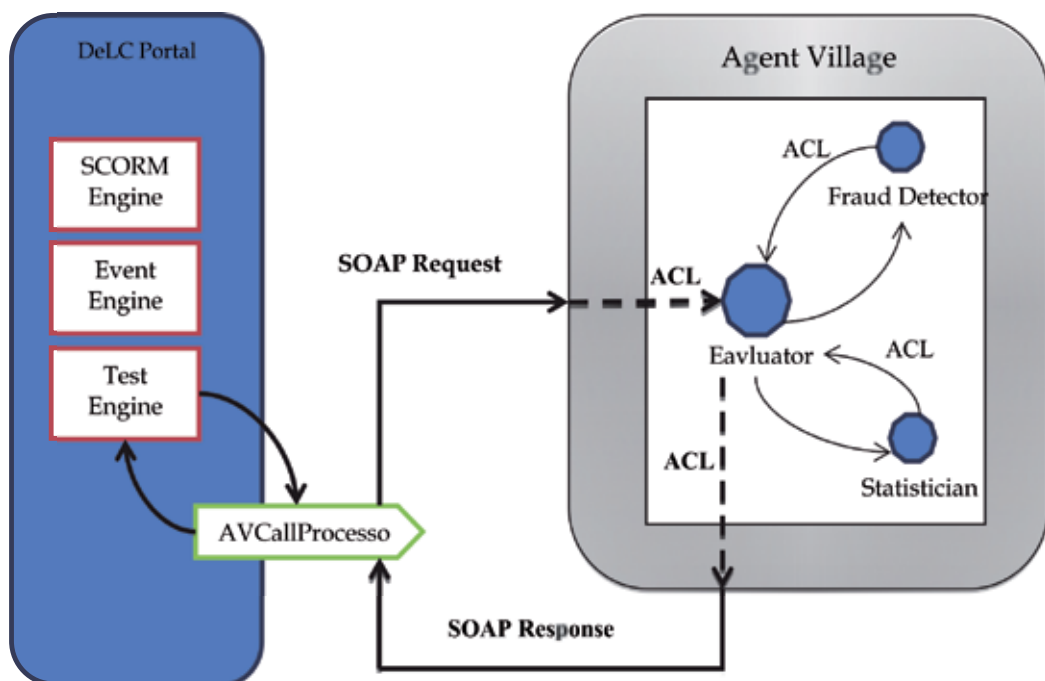 DeLC Portal
SCORM
Engine
Event
Engine
Test
Engine
AVCallProcesso
SOAP Request
SOAP Response
Agent Village
ACL
Fraud Detector
ACL
Eavluator
ACL
ACL
Statistician